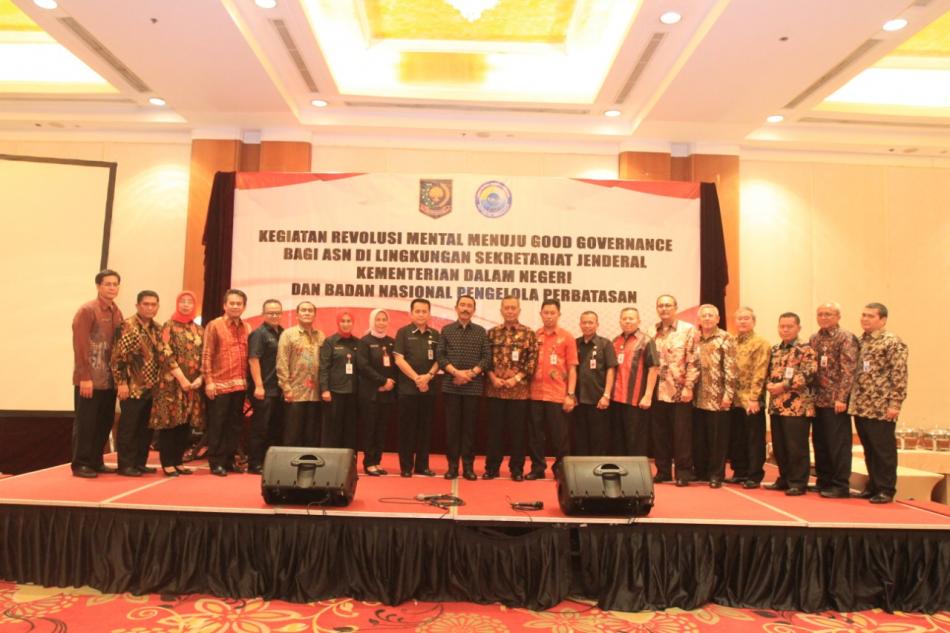 KEGIATAN REVOLUSI MENTAL MENUJU GOOD GOVERNANCE
BAGI ASN DI LINGKUNGAN SEKRETARIAT JENDERAL
KEMENTERIAN DALAM NEGERI
DAN BADAN NASIONAL PENGELOLA PERBATASAN